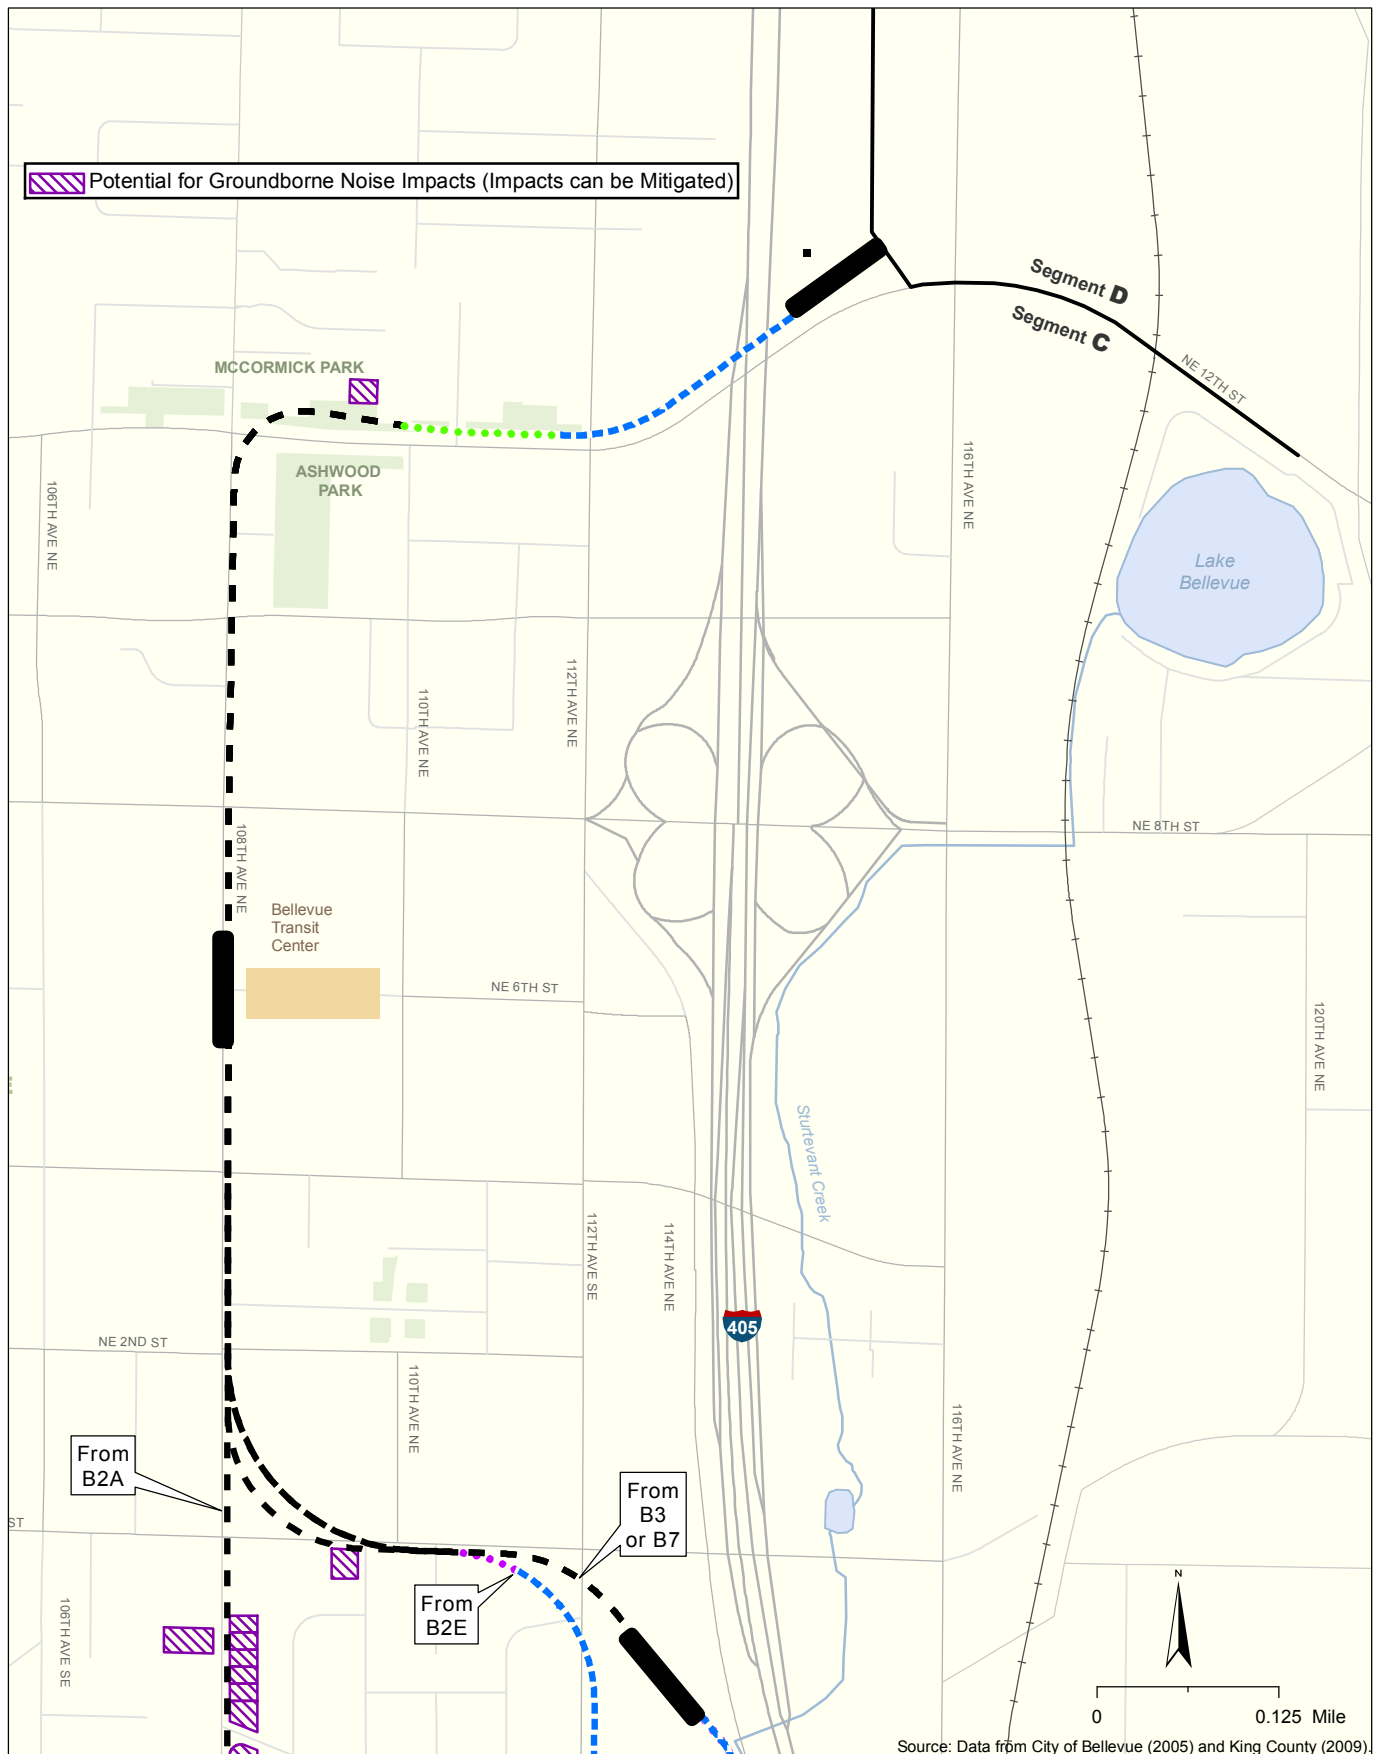 Potential for Groundborne Noise Impacts (Impacts can be Mitigated)
Segment D
Segment C
NE 12TH ST
MCCORMICK PARK
ASHWOOD
PARK
106TH AVE NE
116TH AVE NE
Lake
Bellevue
110TH AVE NE
112TH AVE NE
108TH AVE NE
NE 8TH ST
Bellevue
Transit
Center
NE 6TH ST
120TH AVE NE
Sturtevant Creek
112TH AVE SE
114TH AVE NE
405
NE 2ND ST
110TH AVE NE
116TH AVE NE
From
B2A
From
B3
or B7
ST
From
B2E
106TH AVE SE
N
0
0.125 Mile
Source: Data from City of Bellevue (2005) and King County (2009).